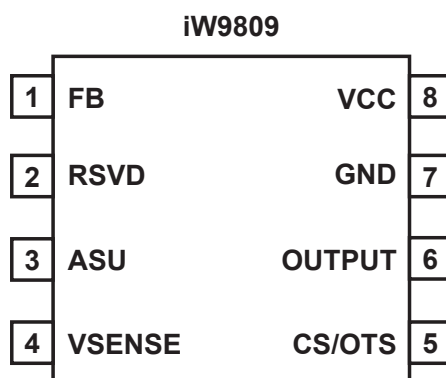 iW9809
1 FB VCC 8
2 RSVD GND 7
3 ASU OUTPUT 6
4 VSENSE CS/OTS 5